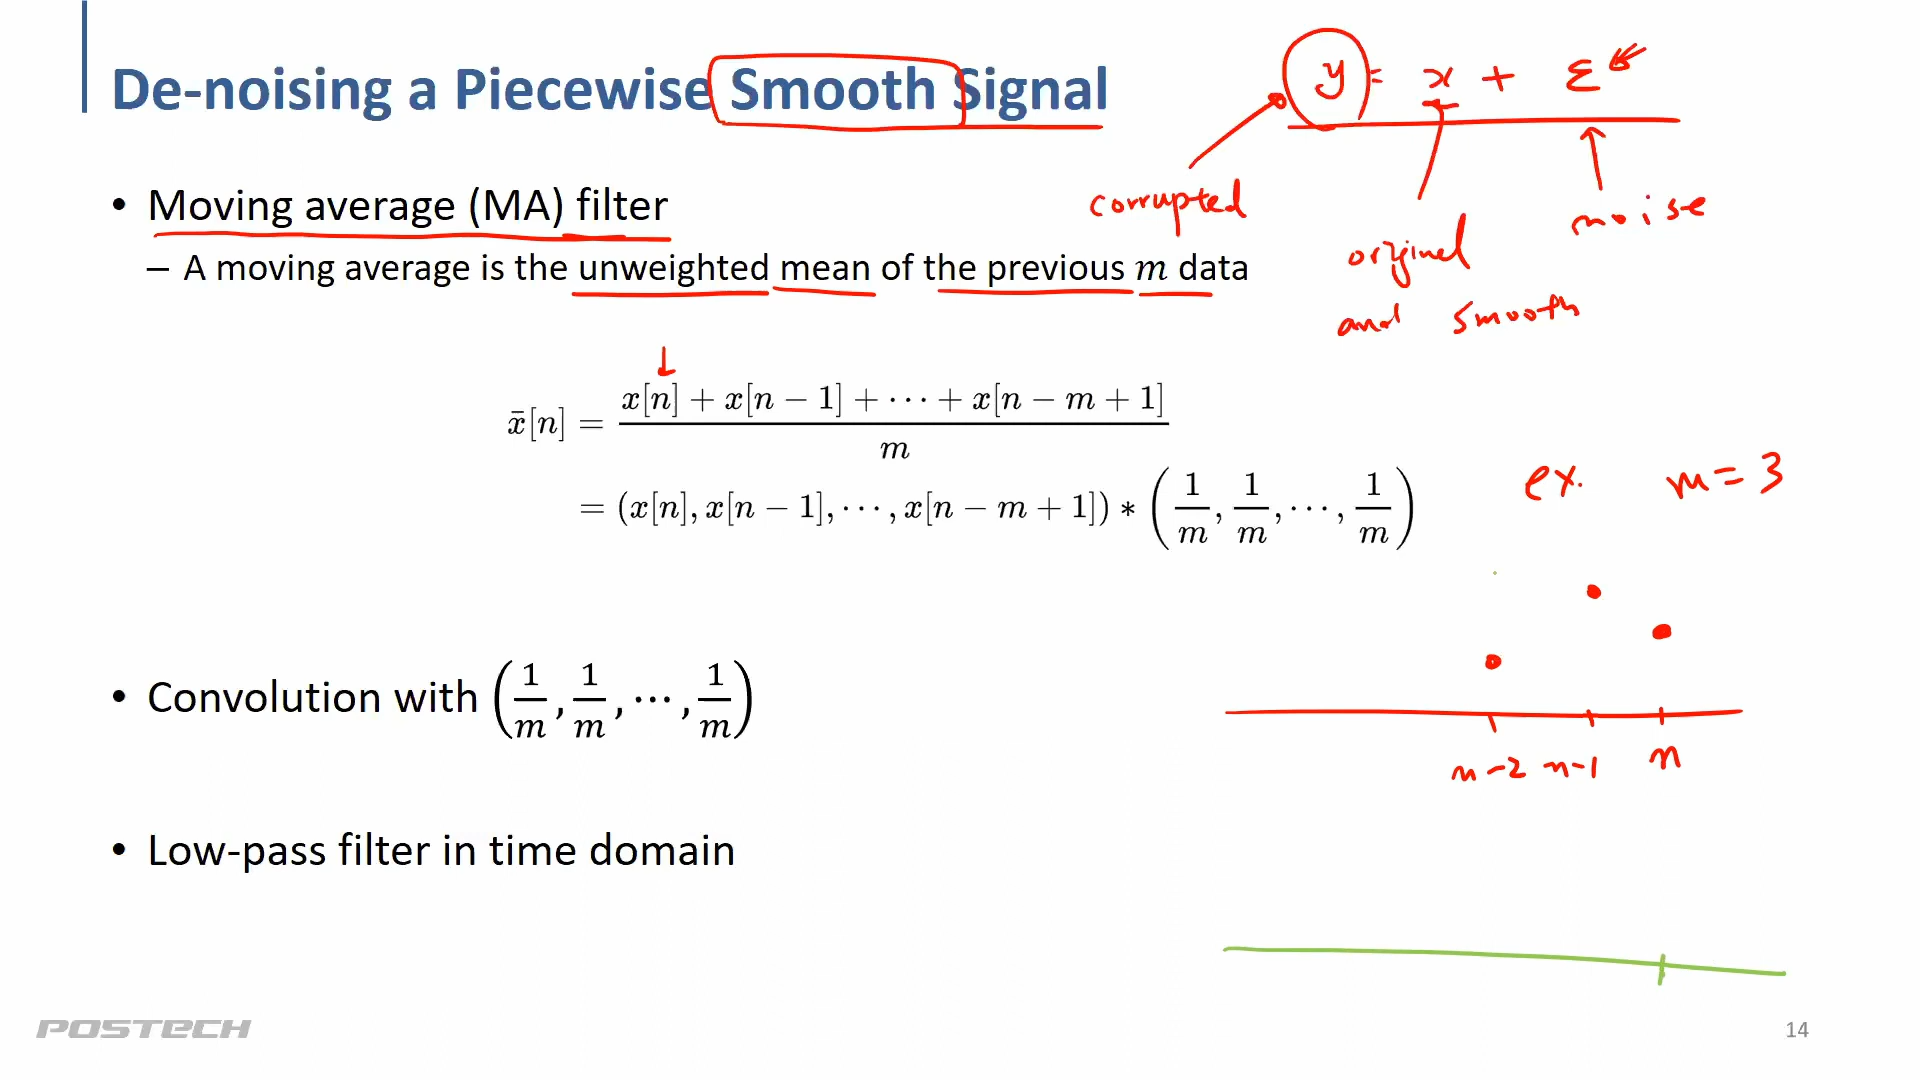 De-noising a Piecewise Smooth Signal
y = x + ε
corrupted
original
and smooth
noise
• Moving average (MA) filter
– A moving average is the unweighted mean of the previous m data
x̄[n] = (x[n] + x[n − 1] + ⋯ + x[n − m + 1]) / m
= (x[n], x[n − 1], ⋯ , x[n − m + 1]) ∗ (1/m, 1/m, ⋯ , 1/m)
ex. m = 3
n-2 n-1 n
• Convolution with (1/m, 1/m, ⋯ , 1/m)
• Low-pass filter in time domain
POSTECH
14